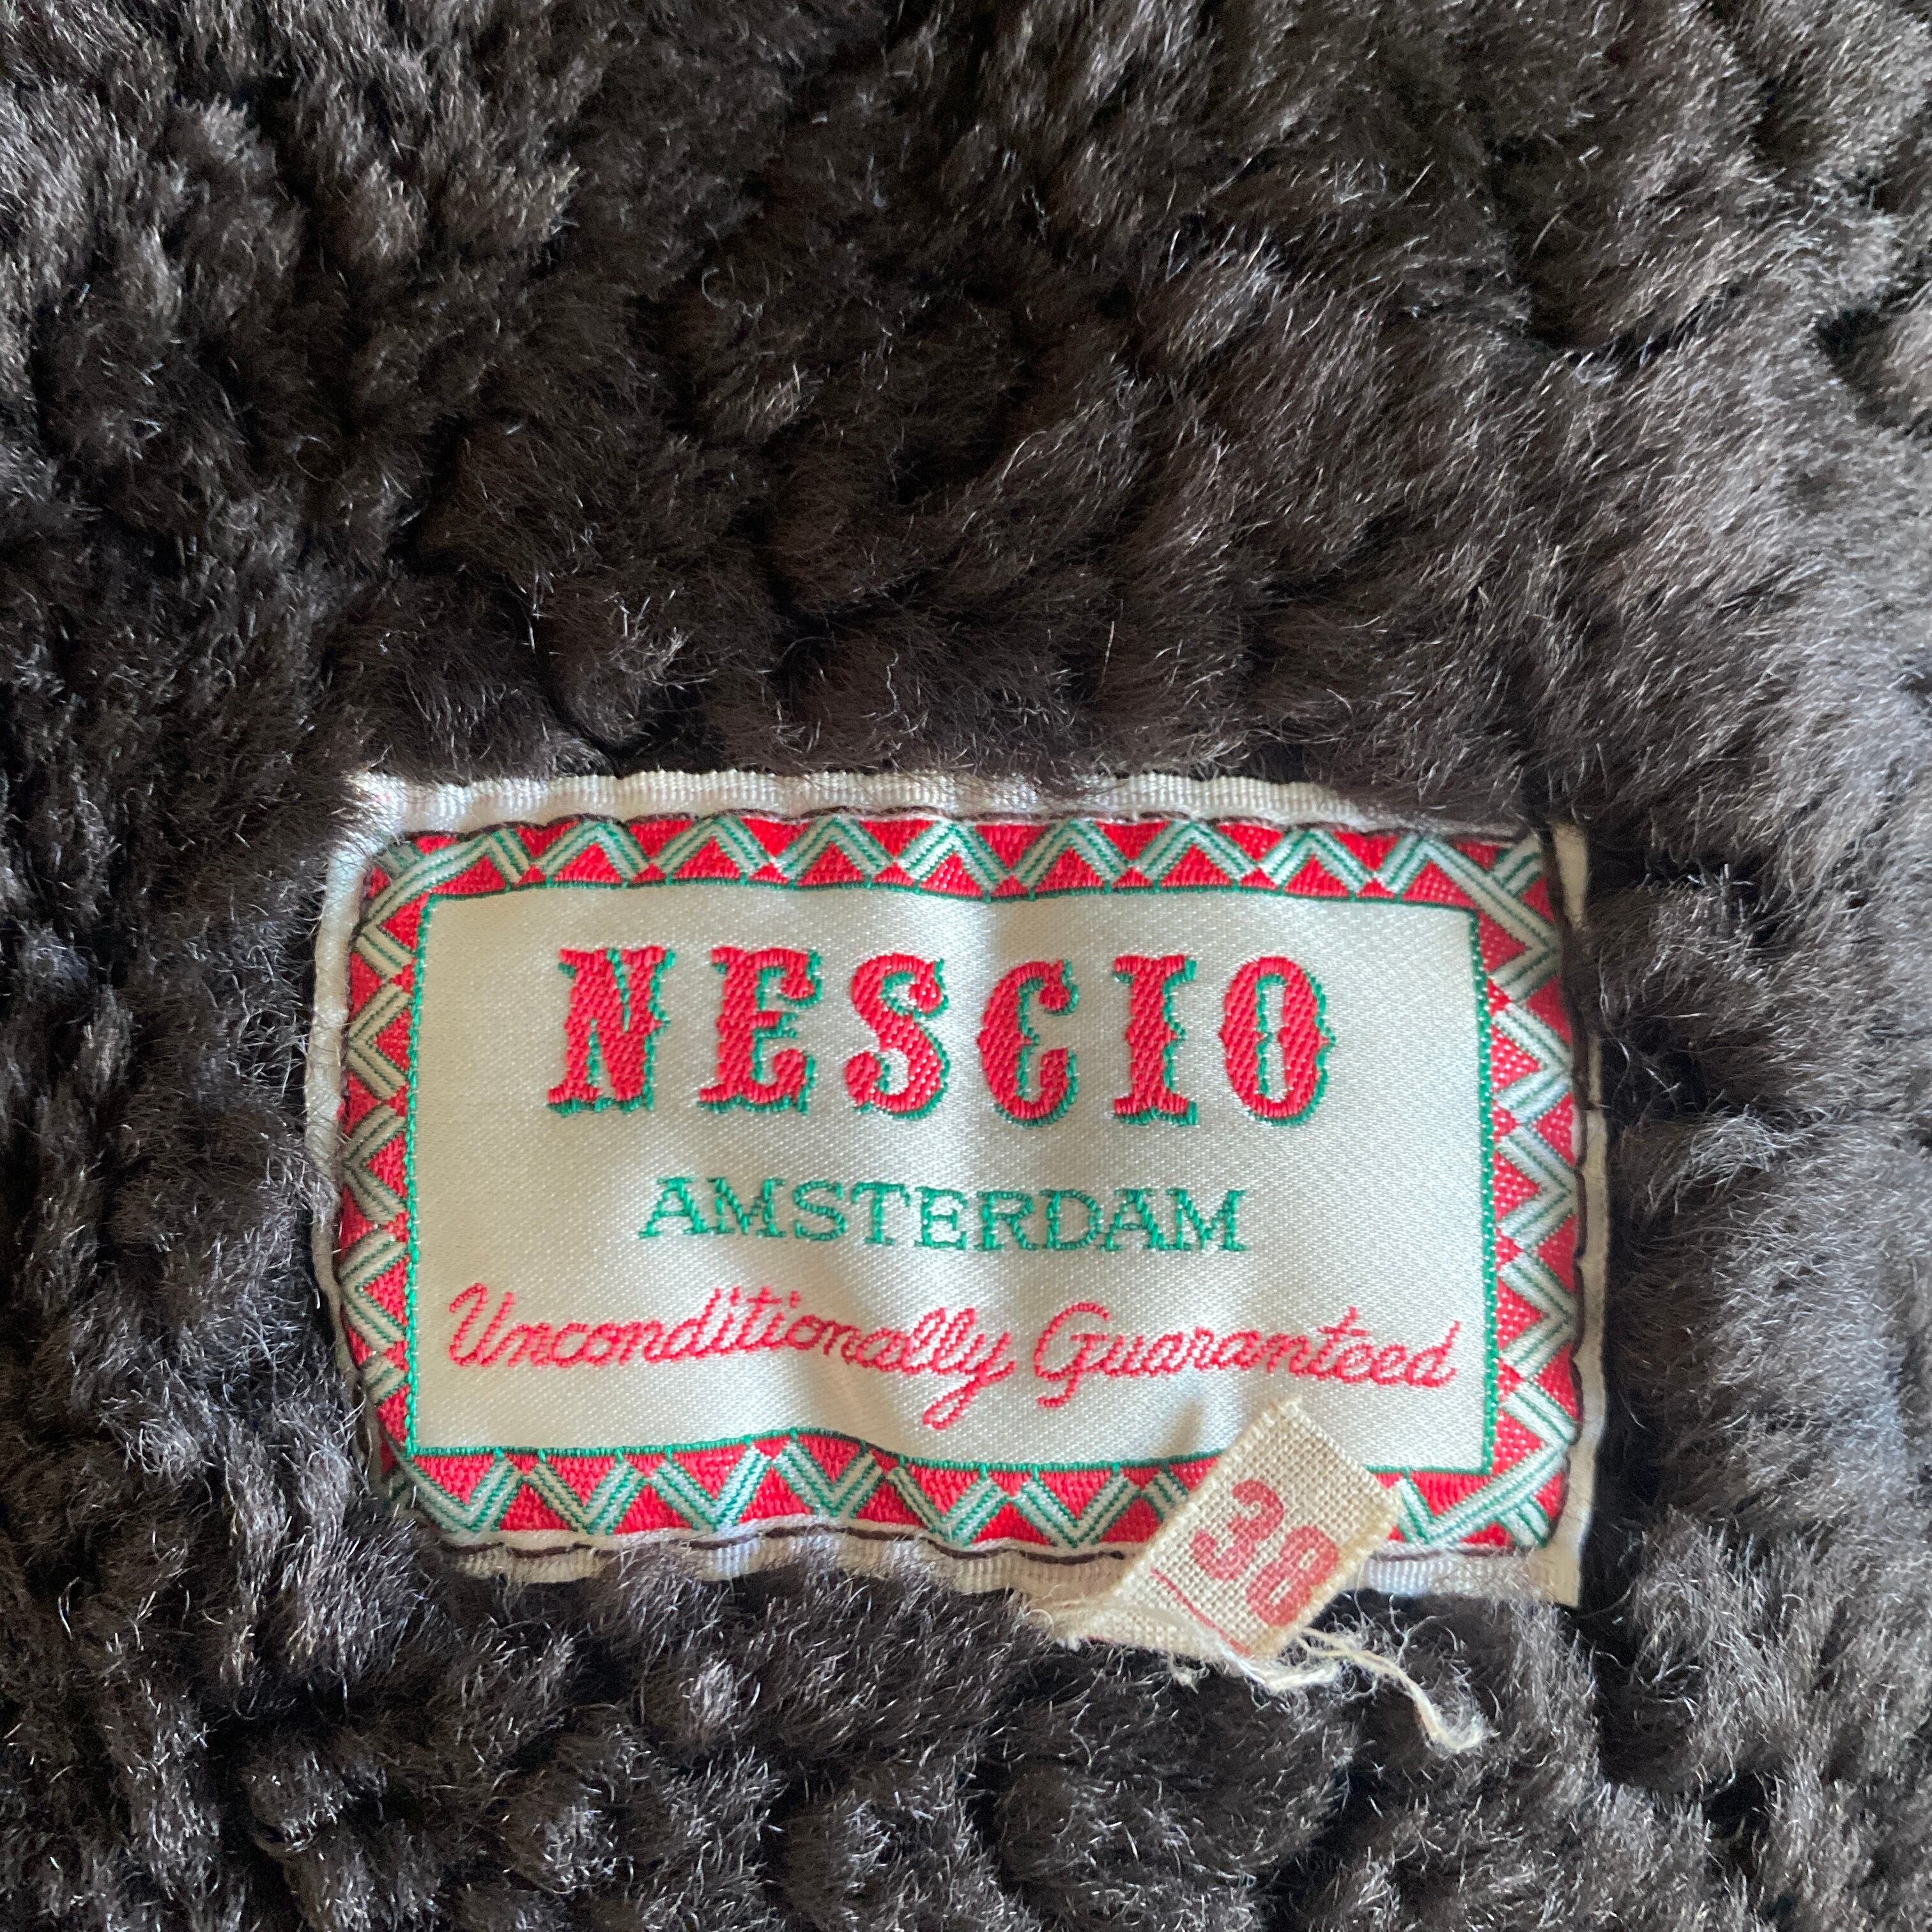 NESCIO
AMSTERDAM
Unconditionally Guaranteed
38